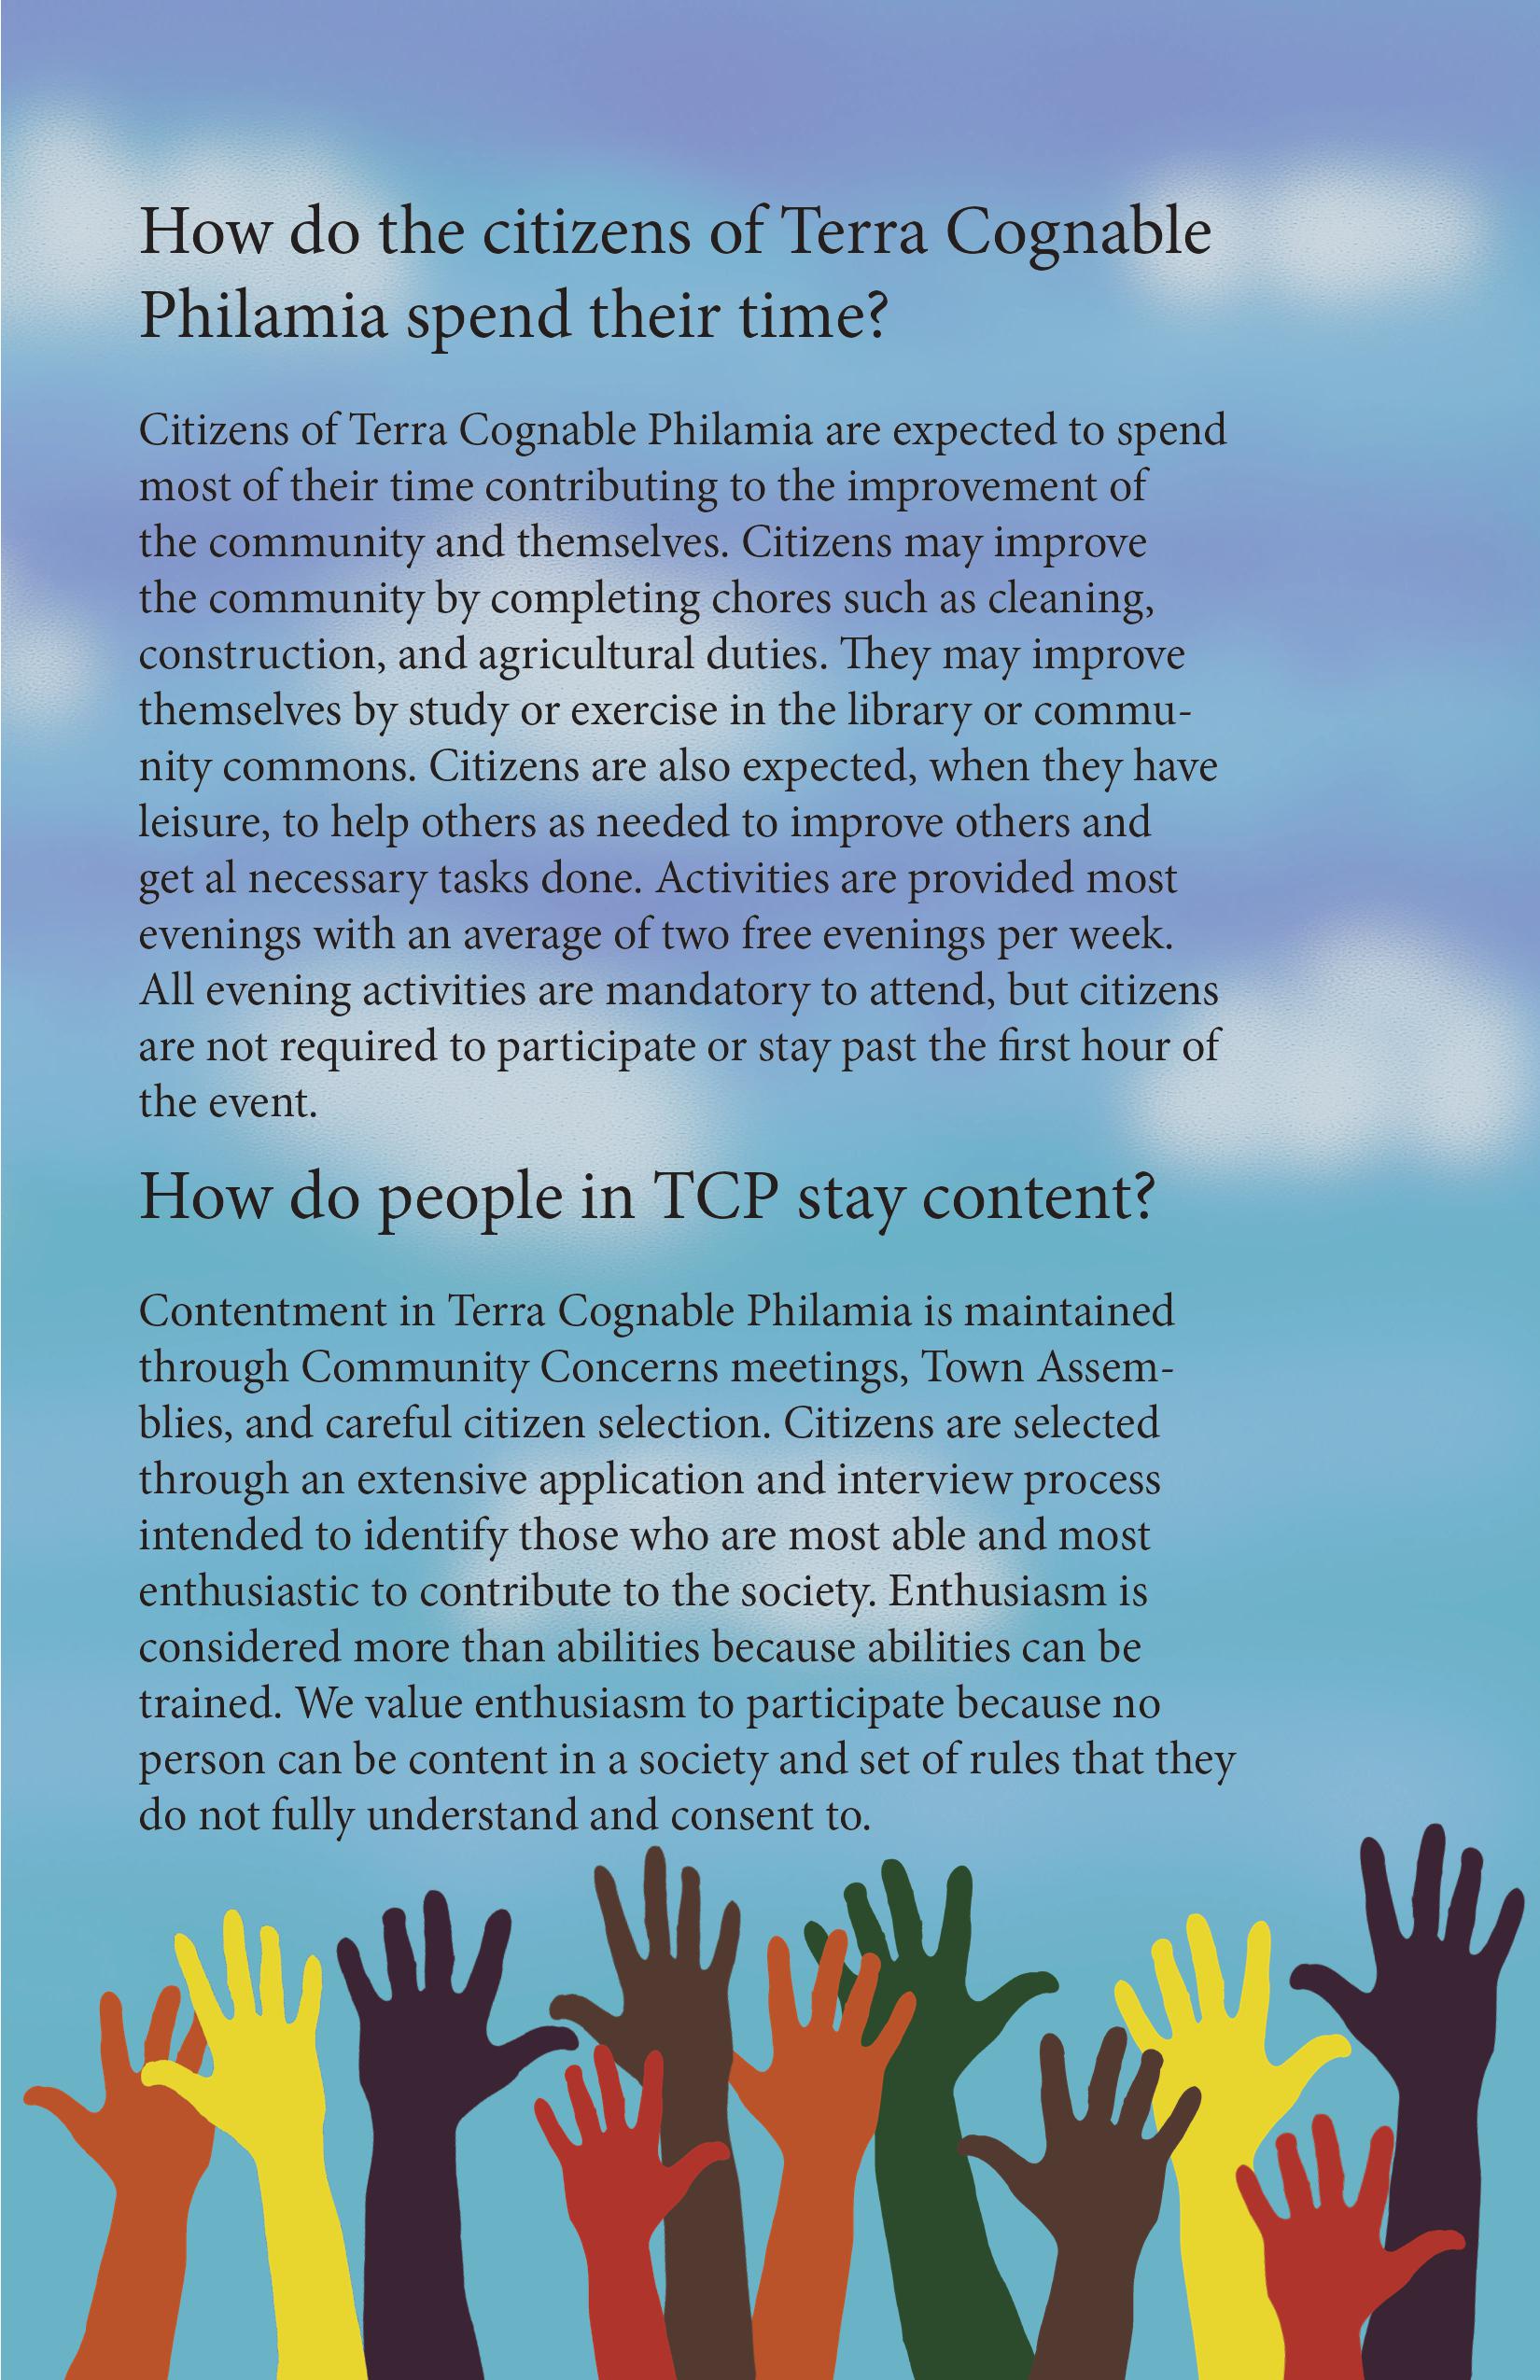 How do the citizens of Terra Cognable
Philamia spend their time?
Citizens of Terra Cognable Philamia are expected to spend
most of their time contributing to the improvement of
the community and themselves. Citizens may improve
the community by completing chores such as cleaning,
construction, and agricultural duties. They may improve
themselves by study or exercise in the library or commu-
nity commons. Citizens are also expected, when they have
leisure, to help others as needed to improve others and
get al necessary tasks done. Activities are provided most
evenings with an average of two free evenings per week.
All evening activities are mandatory to attend, but citizens
are not required to participate or stay past the first hour of
the event.
How do people in TCP stay content?
Contentment in Terra Cognable Philamia is maintained
through Community Concerns meetings, Town Assem-
blies, and careful citizen selection. Citizens are selected
through an extensive application and interview process
intended to identify those who are most able and most
enthusiastic to contribute to the society. Enthusiasm is
considered more than abilities because abilities can be
trained. We value enthusiasm to participate because no
person can be content in a society and set of rules that they
do not fully understand and consent to.